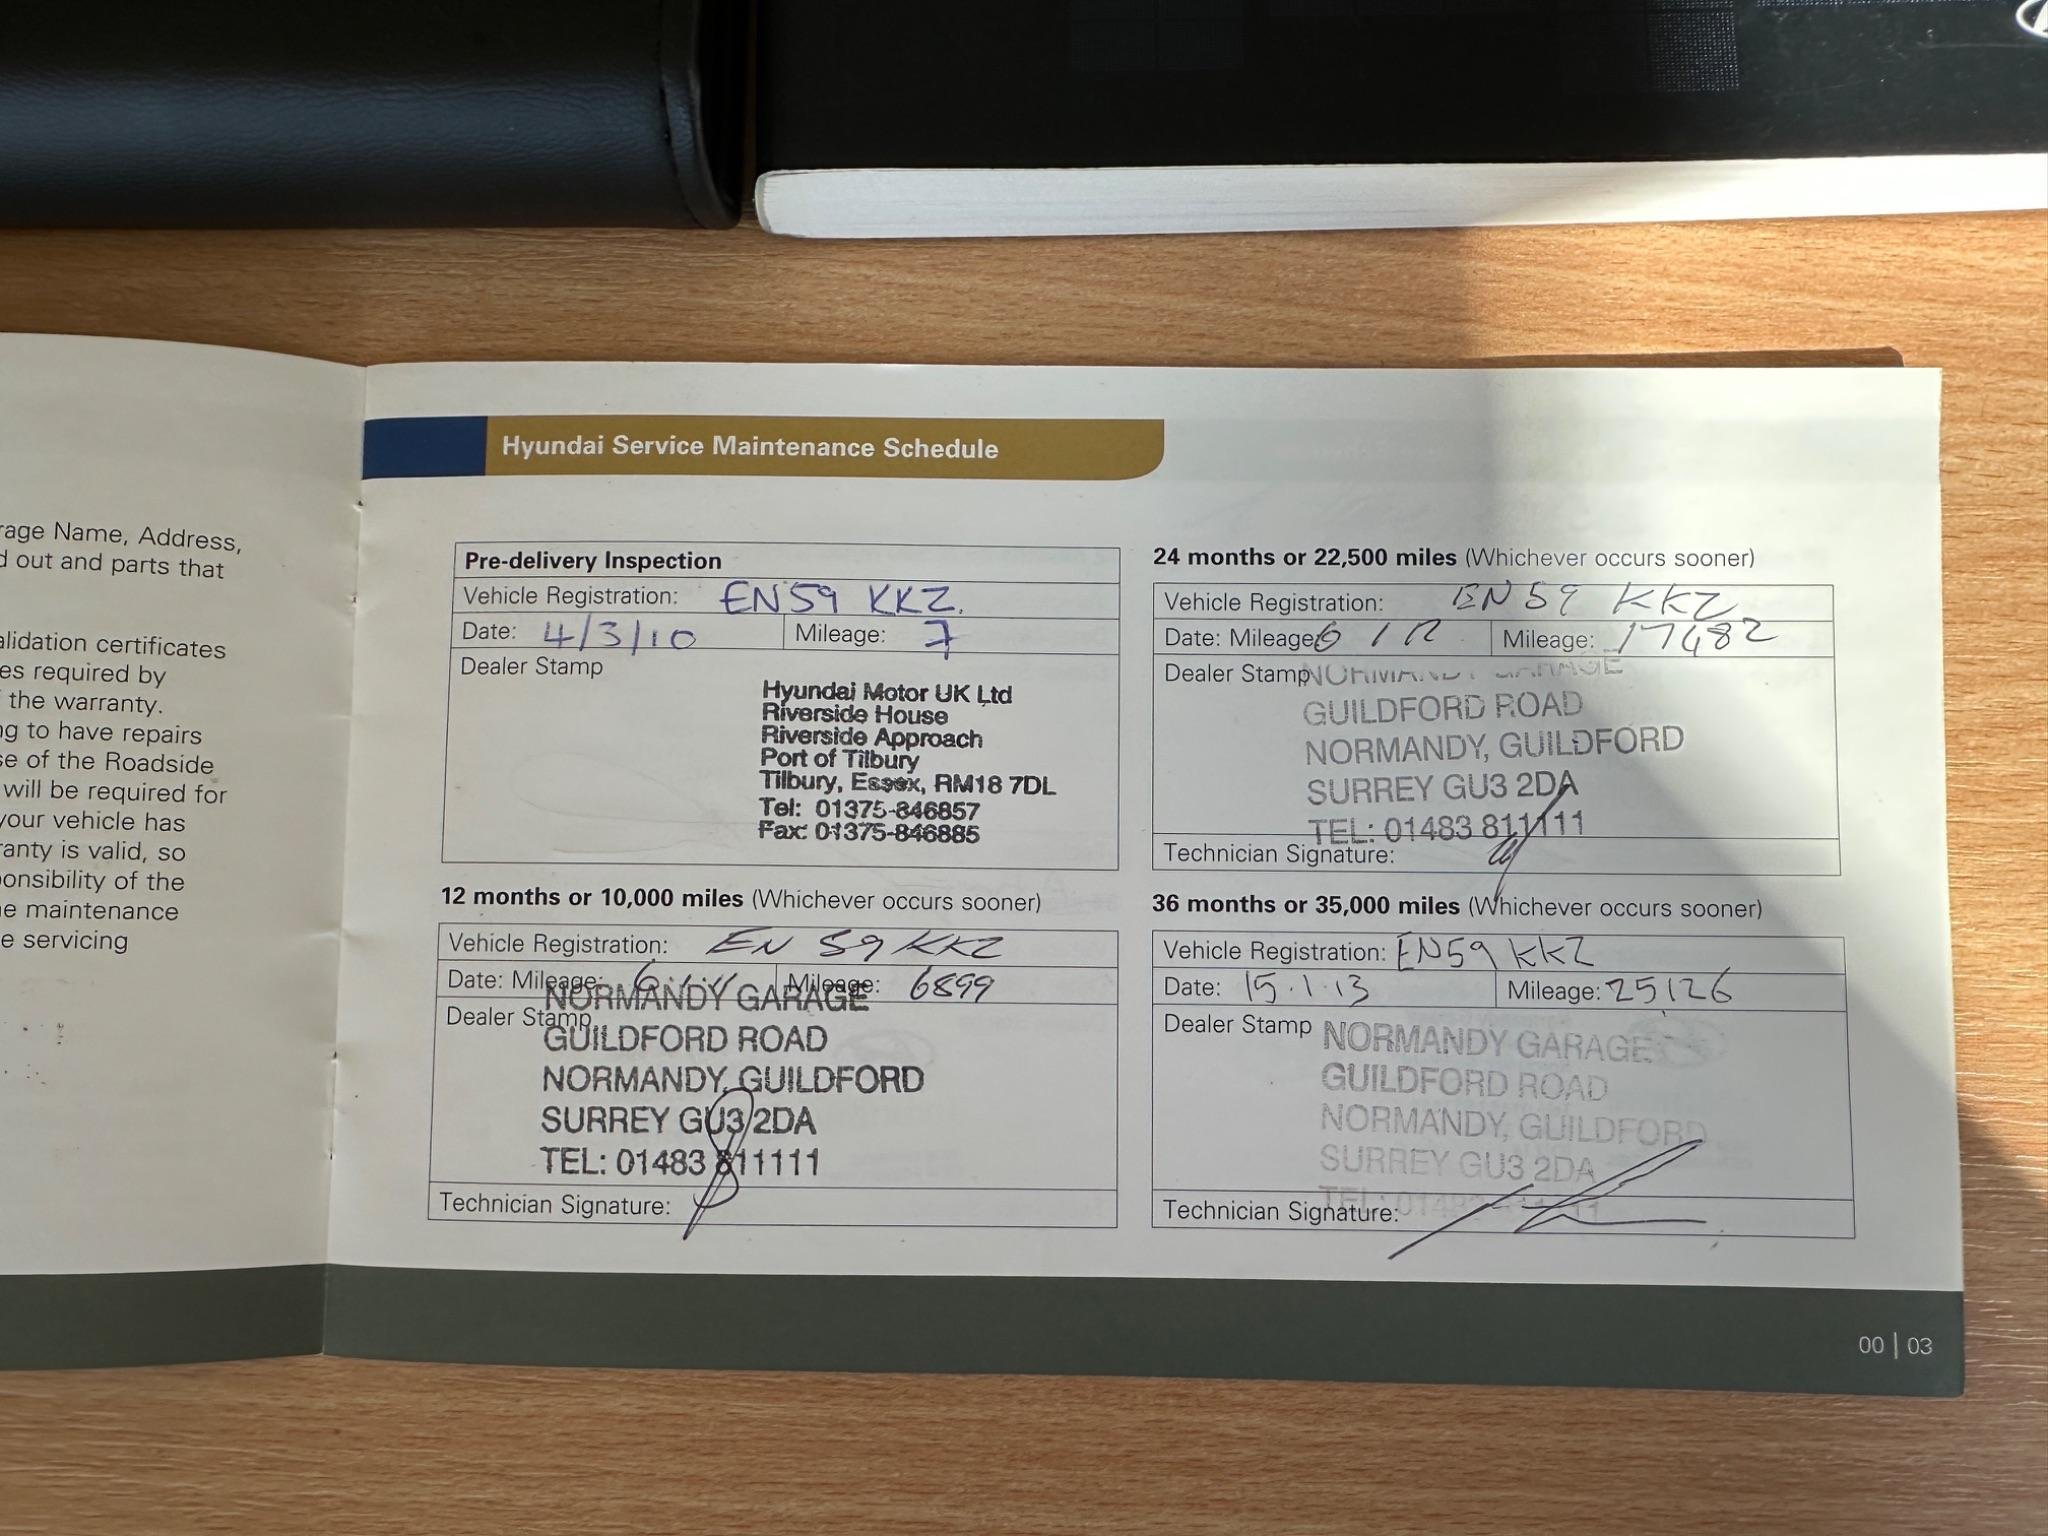 rage Name, Address,
d out and parts that
alidation certificates
es required by
the warranty.
ng to have repairs
se of the Roadside
will be required for
your vehicle has
ranty is valid, so
onsibility of the
e maintenance
e servicing
Hyundai Service Maintenance Schedule
Pre-delivery Inspection
Vehicle Registration: EN59 KKZ.
Date: 4/3/10 Mileage: 7
Dealer Stamp
Hyundai Motor UK Ltd
Riverside House
Riverside Approach
Port of Tilbury
Tilbury, Essex, RM18 7DL
Tel: 01375-846857
Fax: 01375-846885
12 months or 10,000 miles (Whichever occurs sooner)
Vehicle Registration: EN 59 KKZ
Date: Mileage: Mileage: 6899
NORMANDY GARAGE
Dealer Stamp
GUILDFORD ROAD
NORMANDY, GUILDFORD
SURREY GU3 2DA
TEL: 01483 811111
Technician Signature:
24 months or 22,500 miles (Whichever occurs sooner)
Vehicle Registration: EN 59 KKZ
Date: Mileage Mileage: 17482
Dealer Stamp NORMANDY GARAGE
GUILDFORD ROAD
NORMANDY, GUILDFORD
SURREY GU3 2DA
TEL: 01483 811111
Technician Signature:
36 months or 35,000 miles (Whichever occurs sooner)
Vehicle Registration: EN59 KKZ
Date: 15.1.13 Mileage: 25126
Dealer Stamp NORMANDY GARAGE
GUILDFORD ROAD
NORMANDY, GUILDFORD
SURREY GU3 2DA
TEL:
Technician Signature:
00 | 03